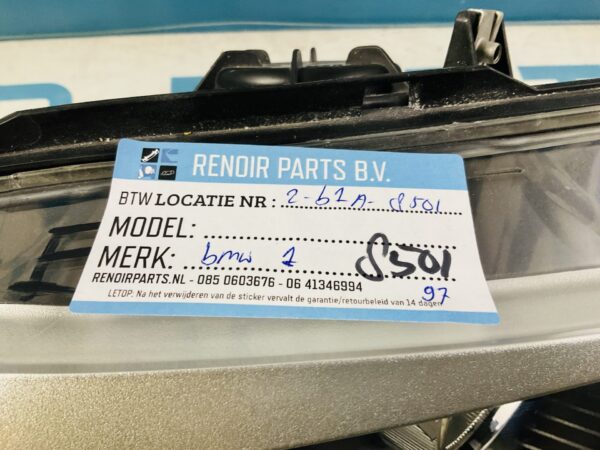 RENOIR PARTS B.V.
BTW LOCATIE NR : 2-61A-8501
MODEL:
MERK: bmw 1 8501
RENOIRPARTS.NL - 085 0603676 - 06 41346994
97
LETOP: Na het verwijderen van de sticker vervalt de garantie/retourbeleid van 14 dagen